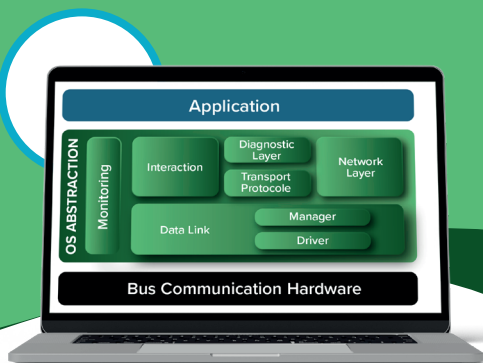 Application
OS ABSTRACTION
Monitoring
Interaction
Diagnostic
Layer
Transport
Protocole
Network
Layer
Data Link
Manager
Driver
Bus Communication Hardware